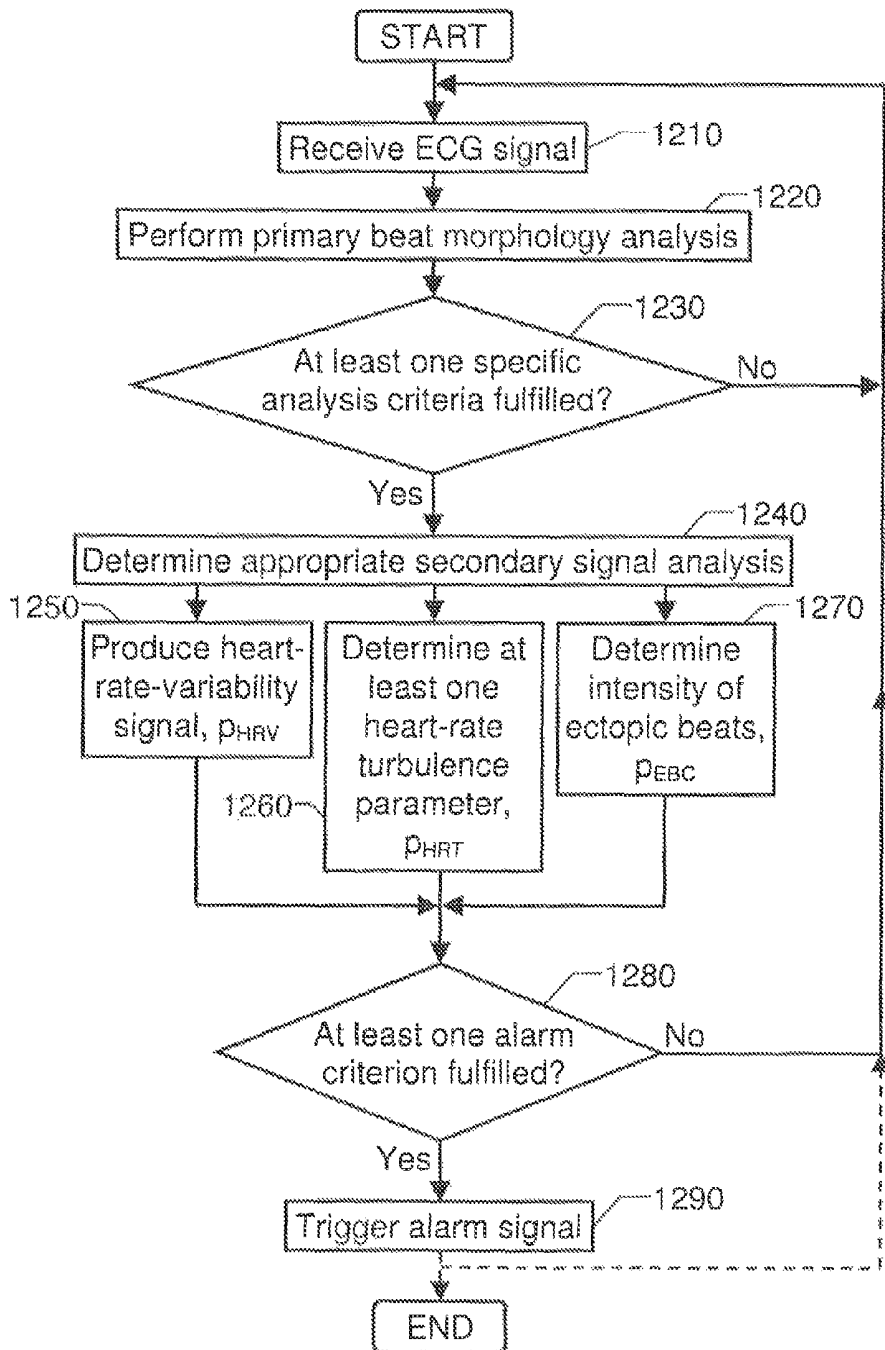 START
Receive ECG signal
1210
1220
Perform primary beat morphology analysis
1230
At least one specific
analysis criteria fulfilled?
No
Yes
1240
Determine appropriate secondary signal analysis
1250
Produce heart-
rate-variability
signal, pHRV
Determine at
least one
heart-rate
turbulence
parameter,
pHRT
1260
1270
Determine
intensity of
ectopic beats,
pEBC
1280
At least one alarm
criterion fulfilled?
No
Yes
1290
Trigger alarm signal
END